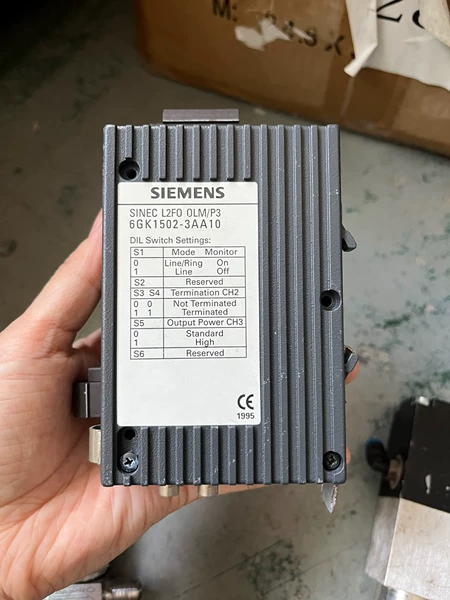 SIEMENS
SINEC L2FO OLM/P3
6GK1502-3AA10
DIL Switch Settings:
S1 Mode Monitor
0 Line/Ring On
1 Line Off
S2 Reserved
S3 S4 Termination CH2
0 0 Not Terminated
1 1 Terminated
S5 Output Power CH3
0 Standard
1 High
S6 Reserved
CE
1995
M: